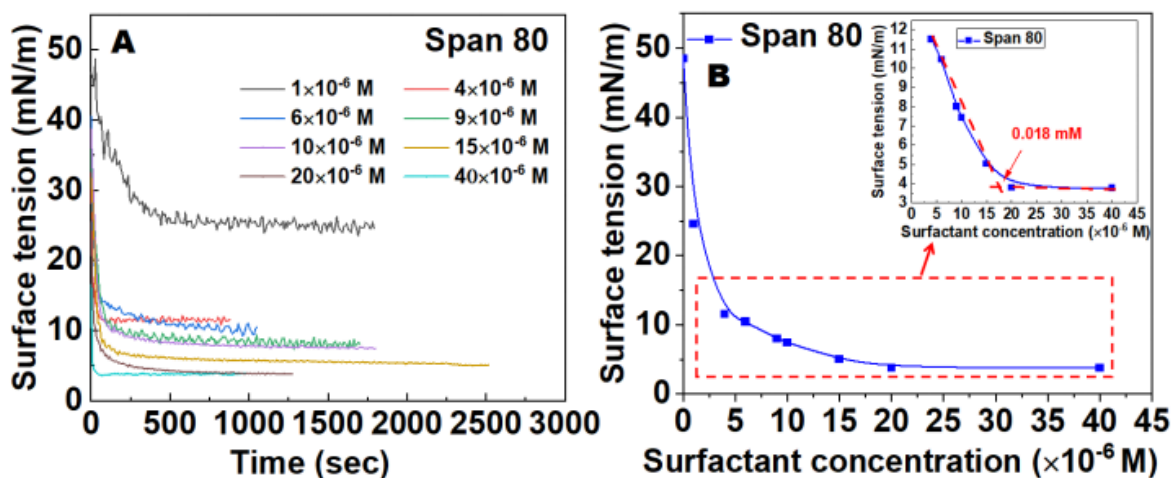 A
Span 80
1×10⁻⁶ M
4×10⁻⁶ M
6×10⁻⁶ M
9×10⁻⁶ M
10×10⁻⁶ M
15×10⁻⁶ M
20×10⁻⁶ M
40×10⁻⁶ M
Surface tension (mN/m)
50
40
30
20
10
0
0 500 1000 1500 2000 2500 3000
Time (sec)
B
Span 80
Surface tension (mN/m)
50
40
30
20
10
0
0 5 10 15 20 25 30 35 40 45
Surfactant concentration (×10⁻⁶ M)
Span 80
0.018 mM
Surface tension (mN/m)
12
11
10
9
8
7
6
5
4
3
0 5 10 15 20 25 30 35 40 45
Surfactant concentration (×10⁻⁶ M)